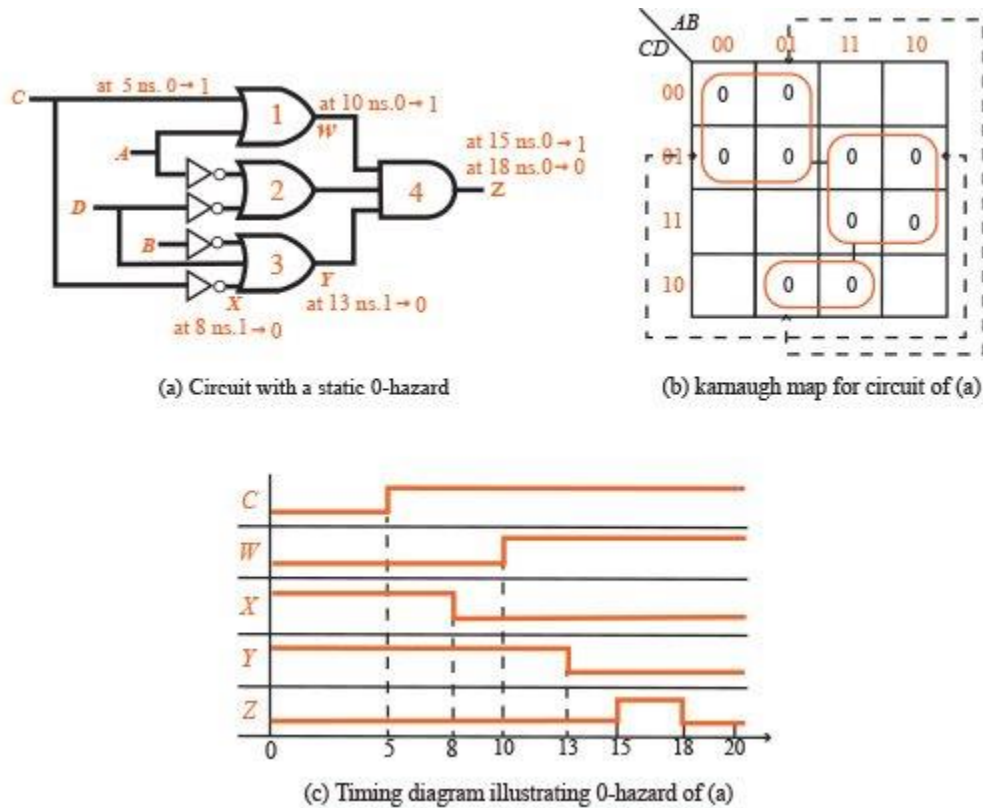 C
at 5 ns. 0→1
1
at 10 ns. 0→1
W
A
2
D
B
3
X
at 8 ns. 1→0
Y
at 13 ns. 1→0
4
at 15 ns. 0→1
at 18 ns. 0→0
Z
(a) Circuit with a static 0-hazard
AB
CD
00 01 11 10
00 0 0
01 0 0 0 0
11 0 0
10 0 0
(b) karnaugh map for circuit of (a)
C
W
X
Y
Z
0 5 8 10 13 15 18 20
(c) Timing diagram illustrating 0-hazard of (a)